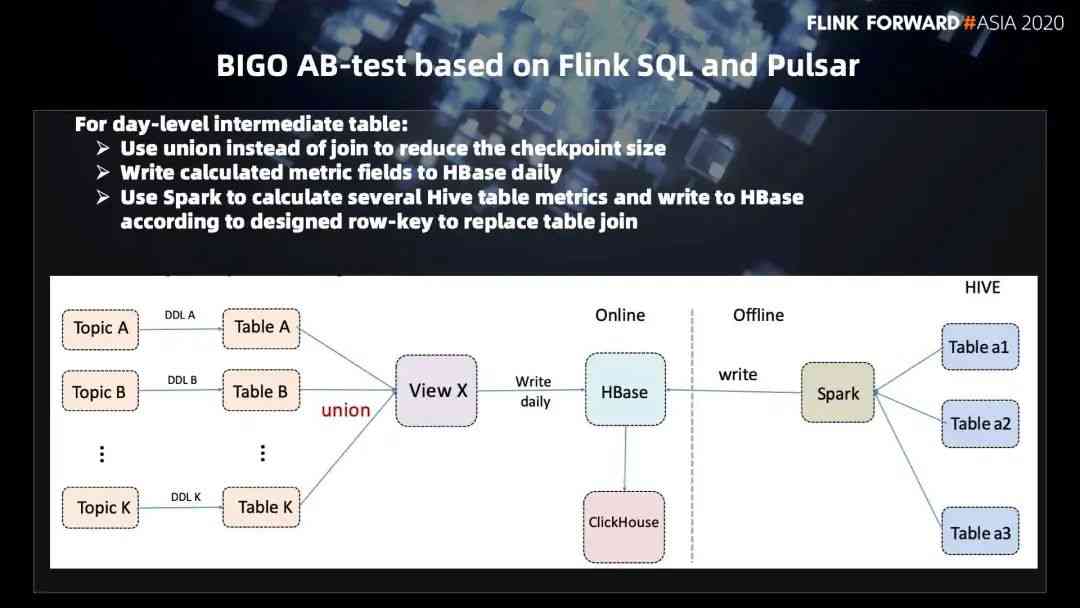 FLINK FORWARD#ASIA 2020
BIGO AB-test based on Flink SQL and Pulsar
For day-level intermediate table:
➢ Use union instead of join to reduce the checkpoint size
➢ Write calculated metric fields to HBase daily
➢ Use Spark to calculate several Hive table metrics and write to HBase
according to designed row-key to replace table join
HIVE
Online
Offline
Topic A
DDL A
Table A
Table a1
Topic B
DDL B
Table B
union
View X
Write
daily
HBase
write
Spark
Table a2
⋮
⋮
Topic K
DDL K
Table K
ClickHouse
Table a3